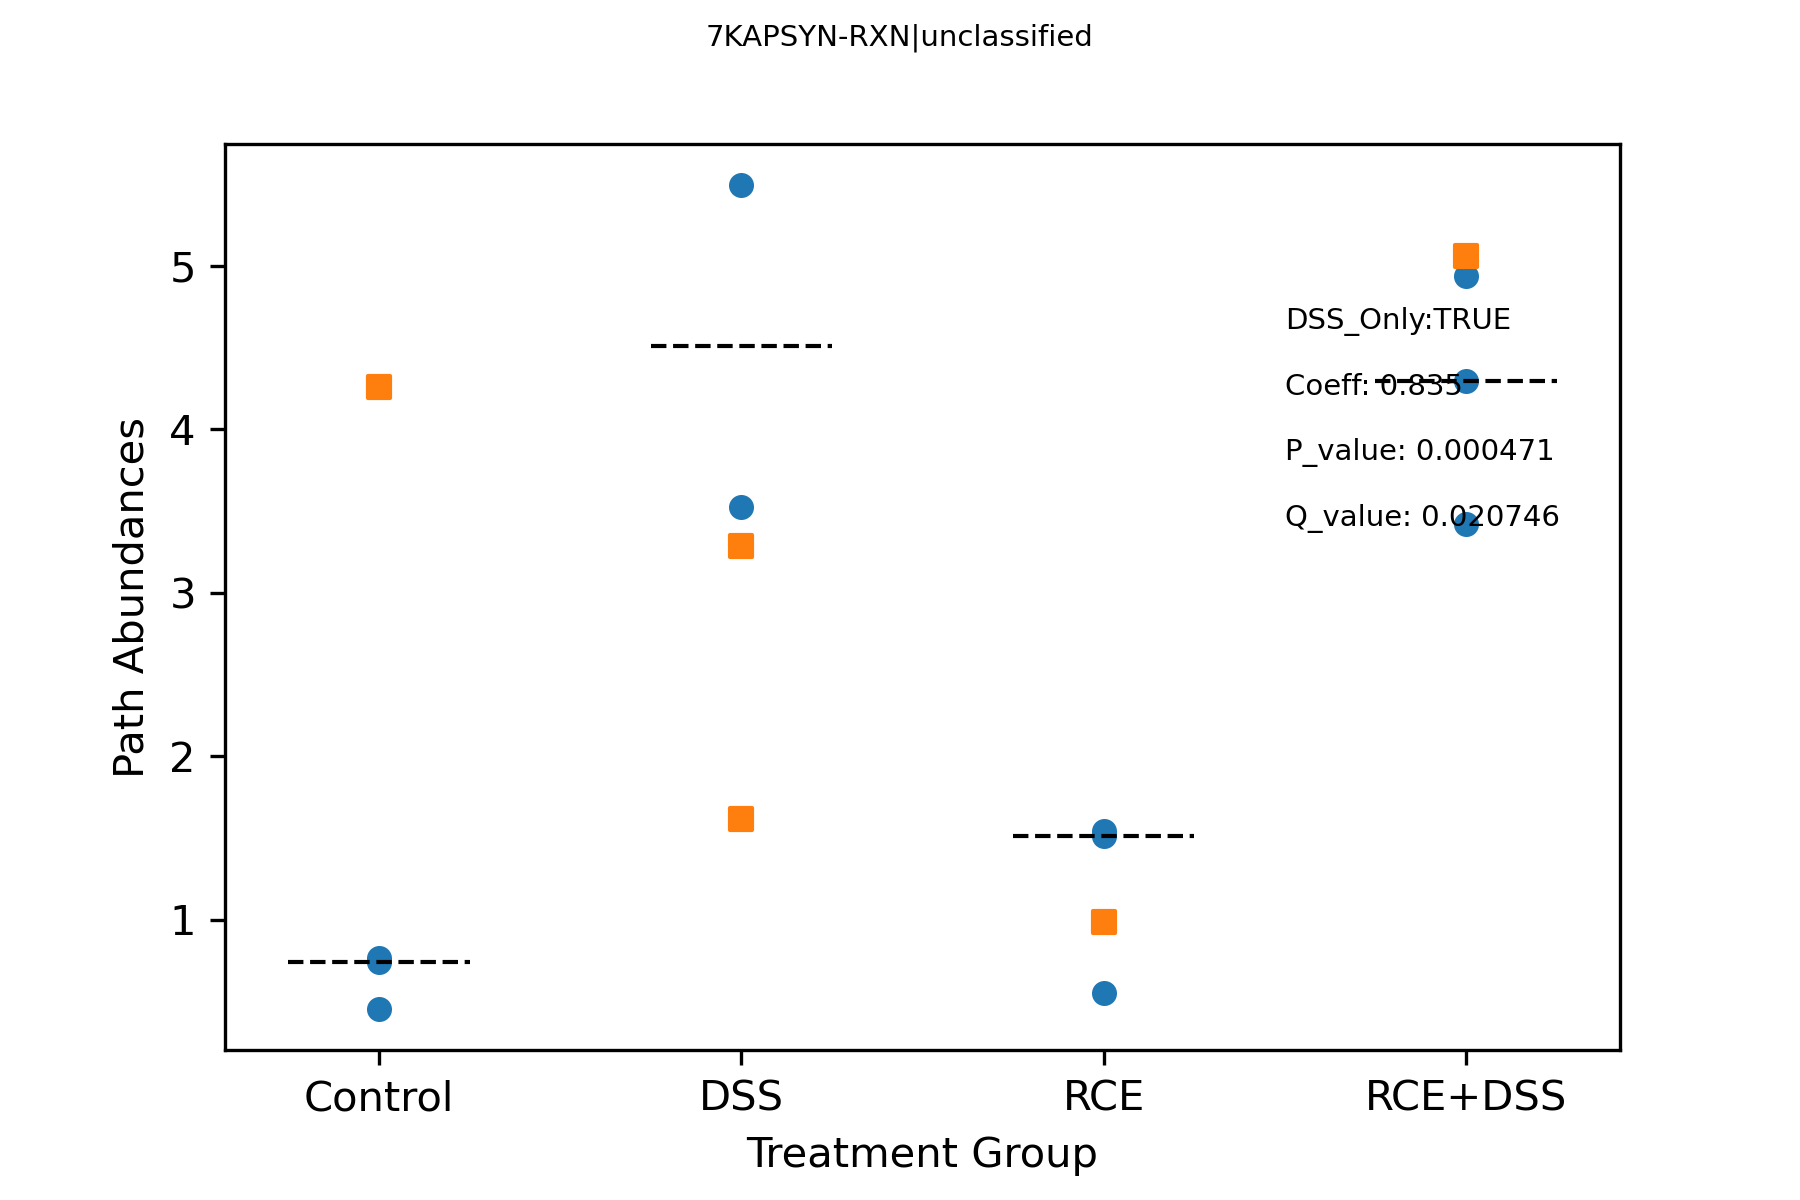 7KAPSYN-RXN|unclassified
5
4
3
2
1
Path Abundances
DSS_Only:TRUE
Coeff: 0.835
P_value: 0.000471
Q_value: 0.020746
Control
DSS
RCE
RCE+DSS
Treatment Group